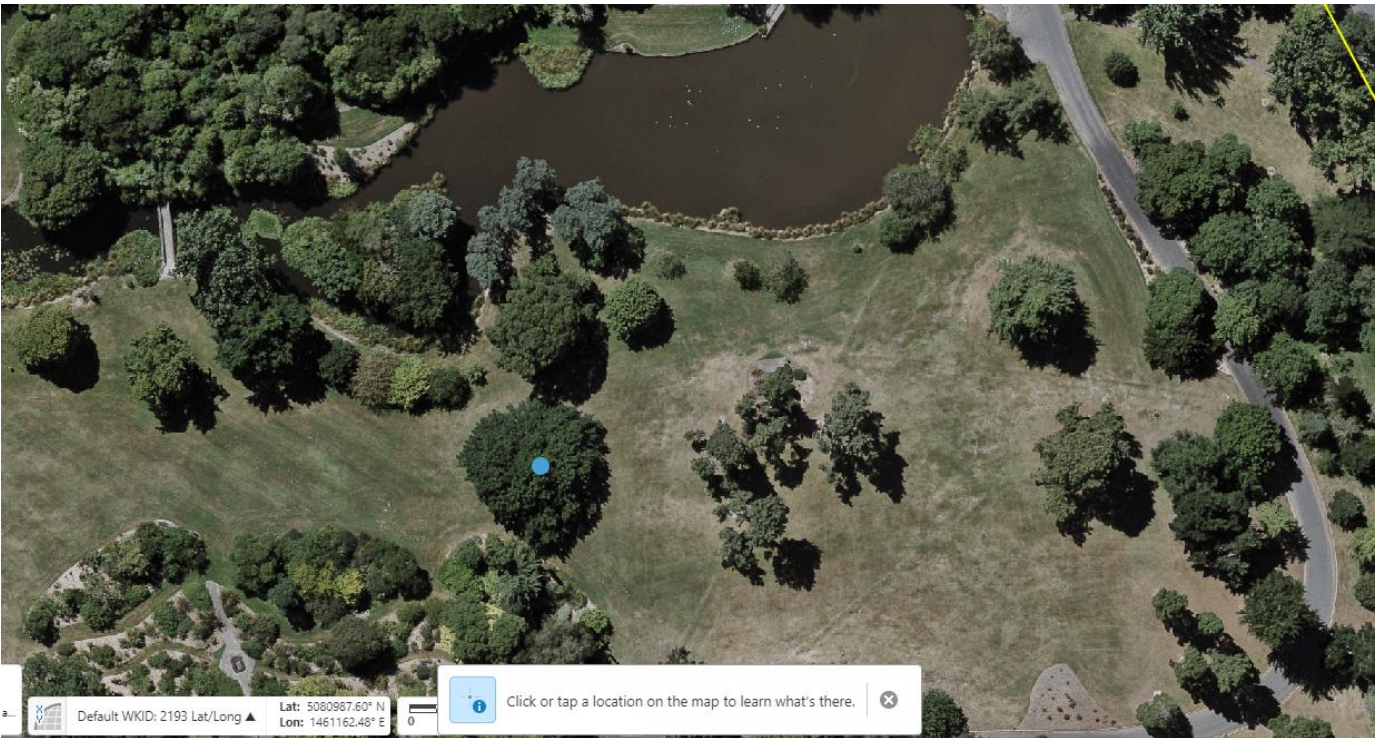 a...
Default WKID: 2193 Lat/Long ▲
Lat: 5080987.60° N
Lon: 1461162.48° E
0
Click or tap a location on the map to learn what's there.